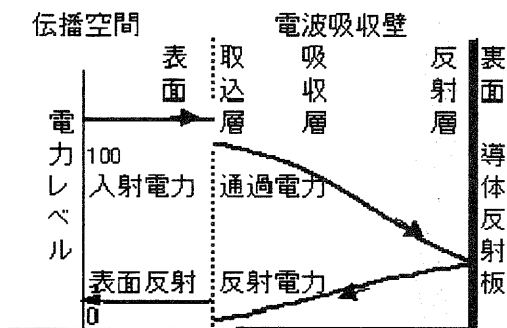 伝播空間
電波吸収壁
表面
取込層
吸収層
反射層
裏面
電力レベル
100
入射電力
通過電力
導体反射板
表面反射
反射電力
0